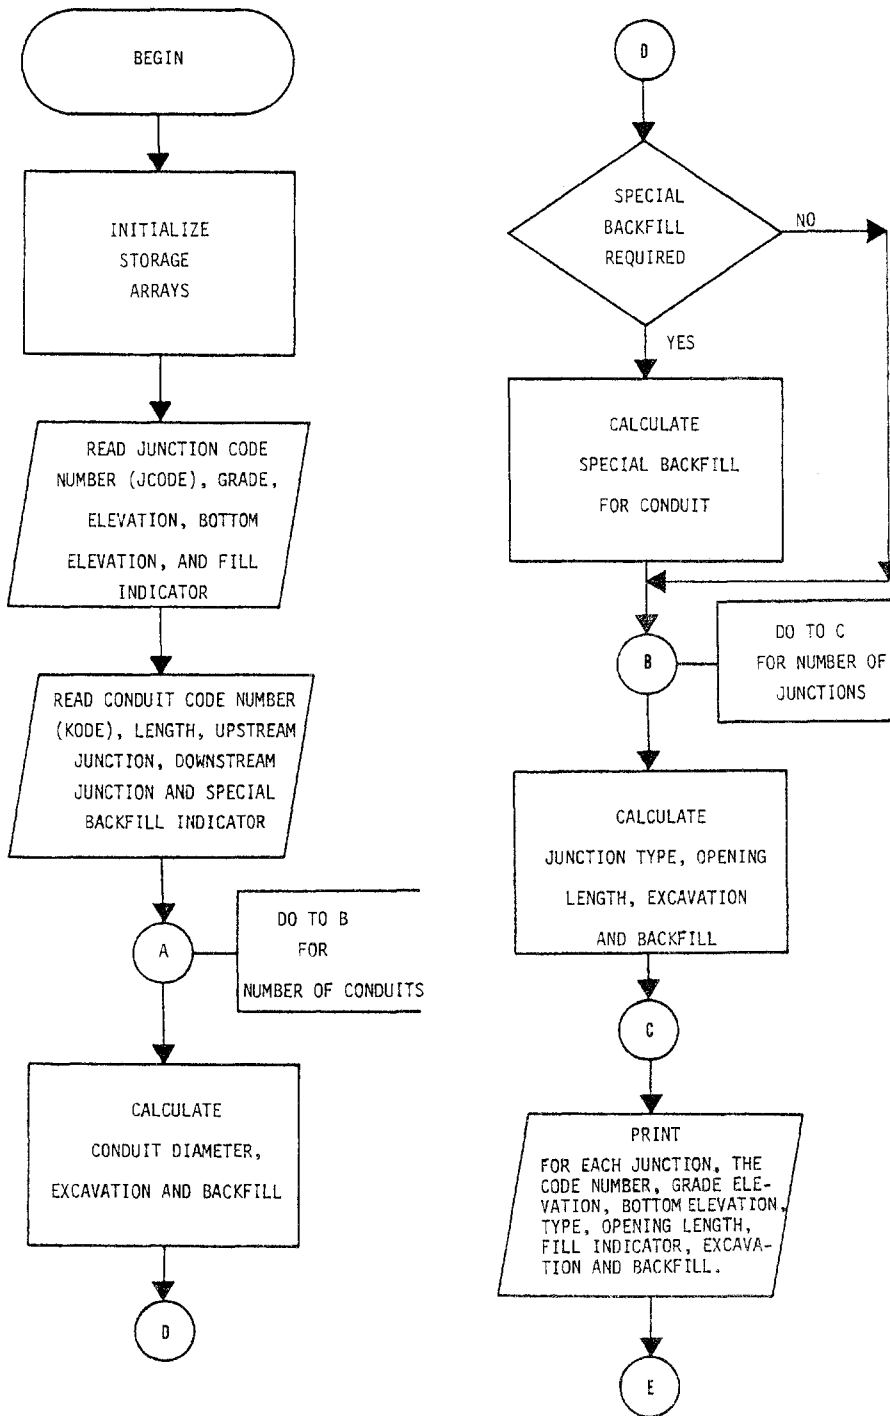 BEGIN
INITIALIZE
STORAGE
ARRAYS
READ JUNCTION CODE
NUMBER (JCODE), GRADE,
ELEVATION, BOTTOM
ELEVATION, AND FILL
INDICATOR
READ CONDUIT CODE NUMBER
(KODE), LENGTH, UPSTREAM
JUNCTION, DOWNSTREAM
JUNCTION AND SPECIAL
BACKFILL INDICATOR
A
DO TO B
FOR
NUMBER OF CONDUITS
CALCULATE
CONDUIT DIAMETER,
EXCAVATION AND BACKFILL
D
D
SPECIAL
BACKFILL
REQUIRED
NO
YES
CALCULATE
SPECIAL BACKFILL
FOR CONDUIT
B
DO TO C
FOR NUMBER OF
JUNCTIONS
CALCULATE
JUNCTION TYPE, OPENING
LENGTH, EXCAVATION
AND BACKFILL
C
PRINT
FOR EACH JUNCTION, THE
CODE NUMBER, GRADE ELE-
VATION, BOTTOM ELEVATION,
TYPE, OPENING LENGTH,
FILL INDICATOR, EXCAVA-
TION AND BACKFILL.
E